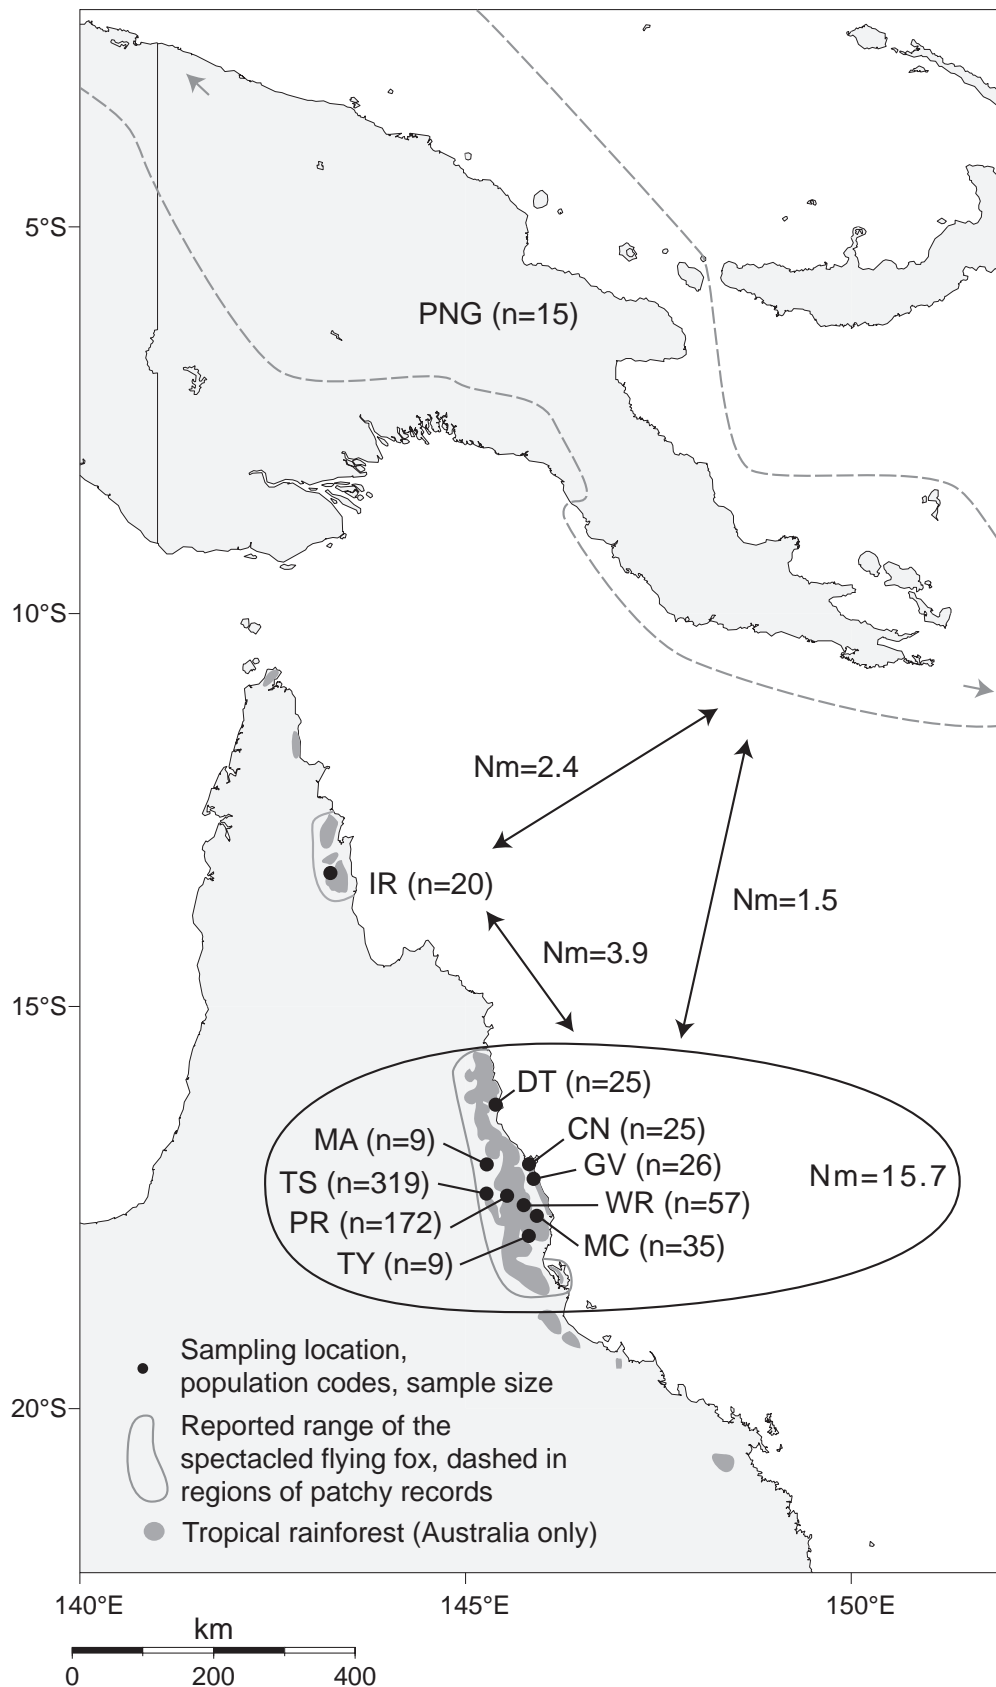 5°S
PNG (n=15)
10°S
Nm=2.4
IR (n=20)
Nm=1.5
Nm=3.9
15°S
DT (n=25)
MA (n=9)
CN (n=25)
GV (n=26)
Nm=15.7
TS (n=319)
WR (n=57)
PR (n=172)
MC (n=35)
TY (n=9)
Sampling location,
population codes, sample size
20°S
Reported range of the
spectacled flying fox, dashed in
regions of patchy records
Tropical rainforest (Australia only)
140°E
145°E
150°E
km
0
200
400